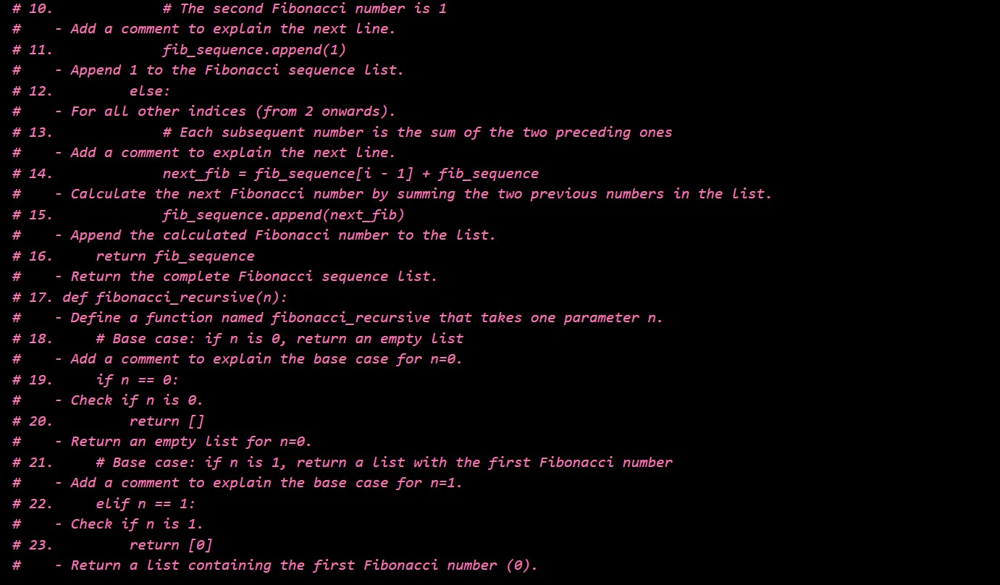 # 10.             # The second Fibonacci number is 1
#    - Add a comment to explain the next line.
# 11.             fib_sequence.append(1)
#    - Append 1 to the Fibonacci sequence list.
# 12.         else:
#    - For all other indices (from 2 onwards).
# 13.             # Each subsequent number is the sum of the two preceding ones
#    - Add a comment to explain the next line.
# 14.             next_fib = fib_sequence[i - 1] + fib_sequence
#    - Calculate the next Fibonacci number by summing the two previous numbers in the list.
# 15.             fib_sequence.append(next_fib)
#    - Append the calculated Fibonacci number to the list.
# 16.     return fib_sequence
#    - Return the complete Fibonacci sequence list.
# 17. def fibonacci_recursive(n):
#    - Define a function named fibonacci_recursive that takes one parameter n.
# 18.     # Base case: if n is 0, return an empty list
#    - Add a comment to explain the base case for n=0.
# 19.     if n == 0:
#    - Check if n is 0.
# 20.         return []
#    - Return an empty list for n=0.
# 21.     # Base case: if n is 1, return a list with the first Fibonacci number
#    - Add a comment to explain the base case for n=1.
# 22.     elif n == 1:
#    - Check if n is 1.
# 23.         return [0]
#    - Return a list containing the first Fibonacci number (0).